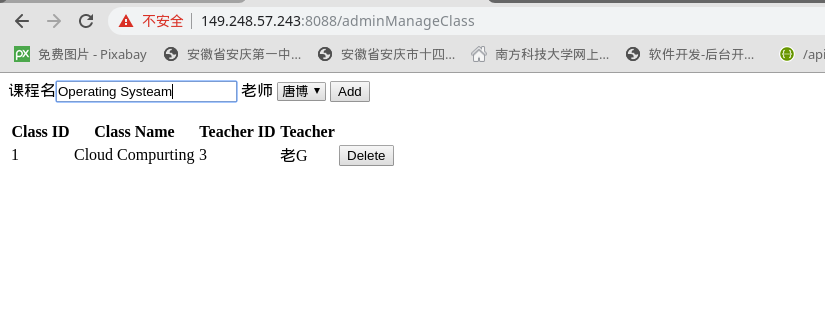 不安全 149.248.57.243:8088/adminManageClass
px 免费图片 - Pixabay 安徽省安庆第一中... 安徽省安庆市十四... 南方科技大学网上... 软件开发-后台开... /api
课程名 Operating Systeam 老师 唐博 Add
Class ID Class Name Teacher ID Teacher
1 Cloud Compurting 3 老G Delete